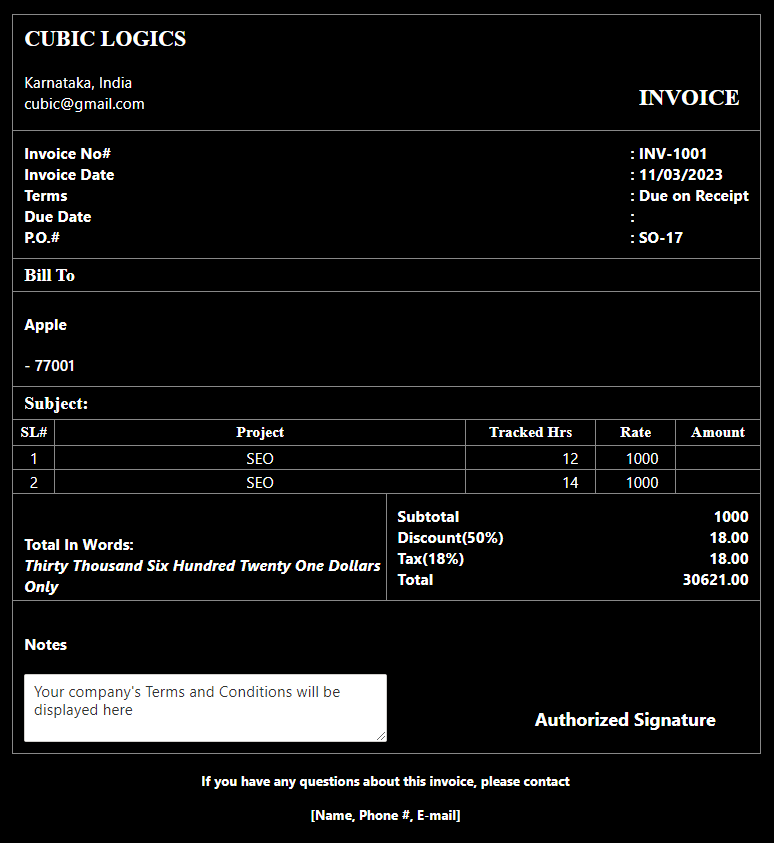 CUBIC LOGICS
Karnataka, India
cubic@gmail.com
INVOICE
Invoice No# : INV-1001
Invoice Date : 11/03/2023
Terms : Due on Receipt
Due Date :
P.O.# : SO-17
Bill To
Apple
- 77001
Subject:
SL# Project Tracked Hrs Rate Amount
1 SEO 12 1000
2 SEO 14 1000
Total In Words:
Thirty Thousand Six Hundred Twenty One Dollars
Only
Subtotal 1000
Discount(50%) 18.00
Tax(18%) 18.00
Total 30621.00
Notes
Your company's Terms and Conditions will be
displayed here
Authorized Signature
If you have any questions about this invoice, please contact
[Name, Phone #, E-mail]